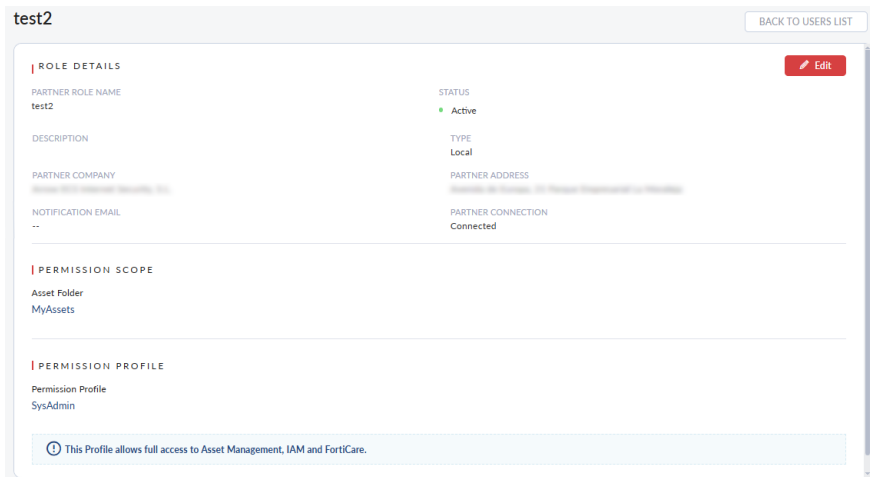 test2
BACK TO USERS LIST
ROLE DETAILS
Edit
PARTNER ROLE NAME
test2
STATUS
Active
DESCRIPTION
TYPE
Local
PARTNER COMPANY
PARTNER ADDRESS
NOTIFICATION EMAIL
--
PARTNER CONNECTION
Connected
PERMISSION SCOPE
Asset Folder
MyAssets
PERMISSION PROFILE
Permission Profile
SysAdmin
This Profile allows full access to Asset Management, IAM and FortiCare.